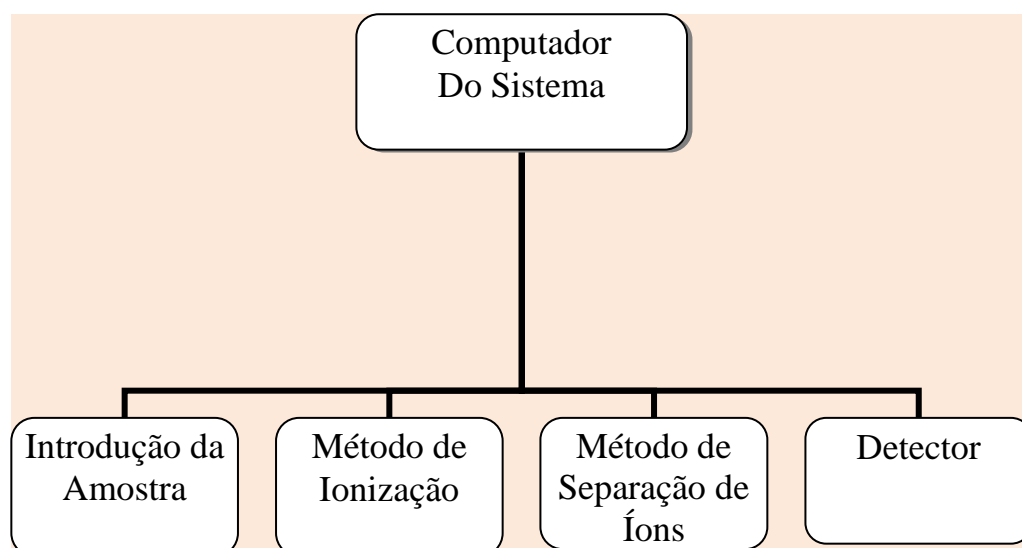 Computador
Do Sistema
Introdução da
Amostra
Método de
Ionização
Método de
Separação de
Íons
Detector